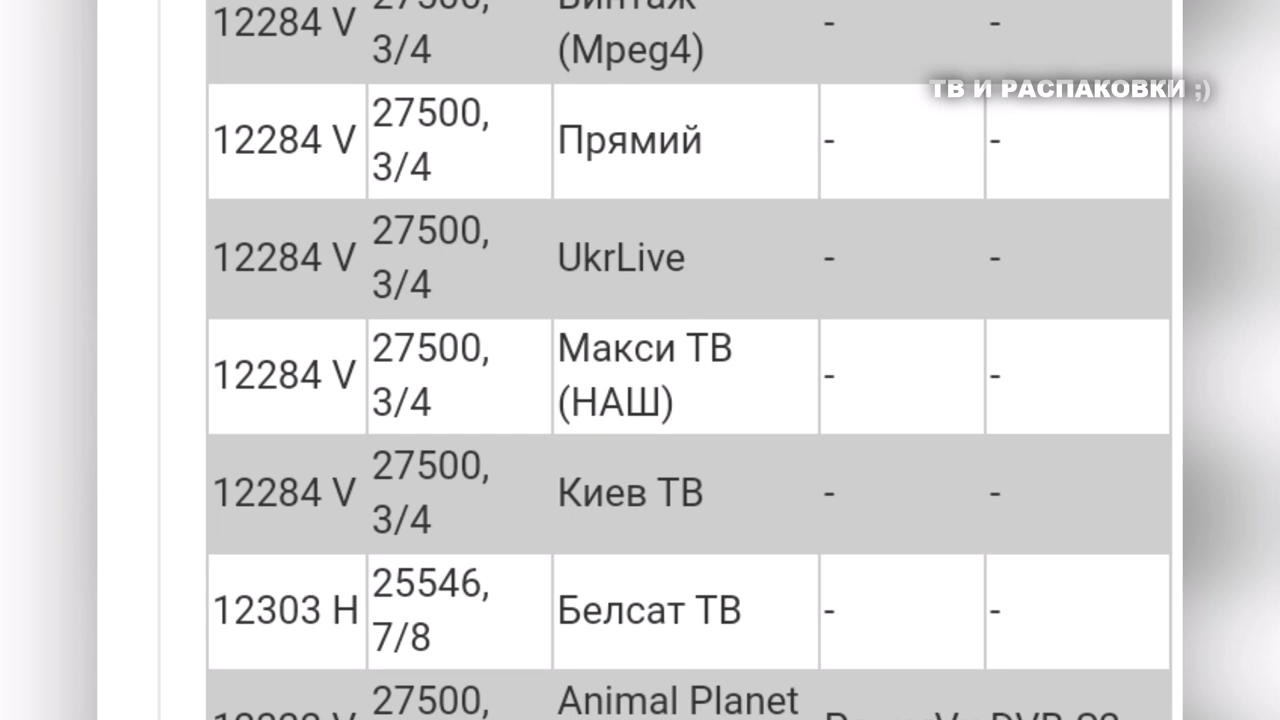 12284 V 27500, Винтаж - -
3/4 (Mpeg4)
ТВ И РАСПАКОВКИ ;)
12284 V 27500, Прямий - -
3/4
12284 V 27500, UkrLive - -
3/4
12284 V 27500, Макси ТВ - -
3/4 (НАШ)
12284 V 27500, Киев ТВ - -
3/4
12303 H 25546, Белсат ТВ - -
7/8
27500, Animal Planet